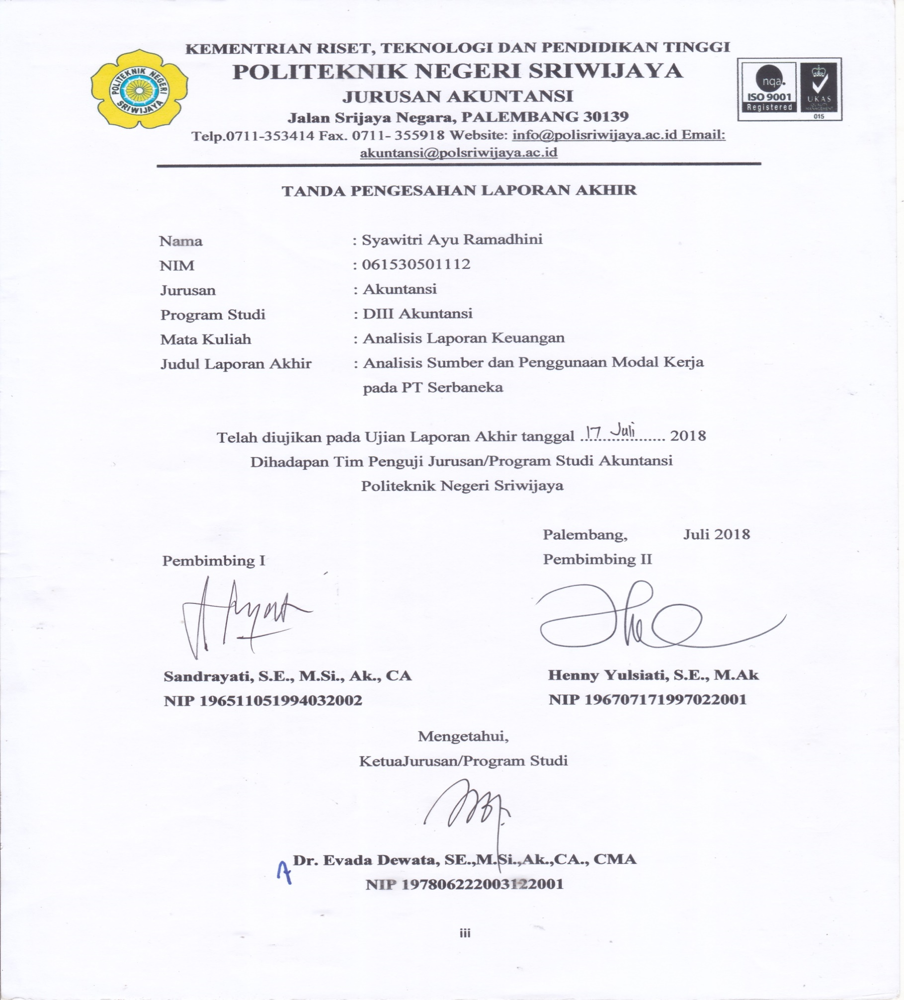 KEMENTRIAN RISET, TEKNOLOGI DAN PENDIDIKAN TINGGI
POLITEKNIK NEGERI SRIWIJAYA
JURUSAN AKUNTANSI
Jalan Srijaya Negara, PALEMBANG 30139
Telp.0711-353414 Fax. 0711- 355918 Website: info@polisriwijaya.ac.id Email:
akuntansi@polsriwijaya.ac.id
POLITEKNIK NEGERI
SRIWIJAYA
nqa.
ISO 9001
Registered
UKAS
QUALITY
MANAGEMENT
015
TANDA PENGESAHAN LAPORAN AKHIR
Nama : Syawitri Ayu Ramadhini
NIM : 061530501112
Jurusan : Akuntansi
Program Studi : DIII Akuntansi
Mata Kuliah : Analisis Laporan Keuangan
Judul Laporan Akhir : Analisis Sumber dan Penggunaan Modal Kerja
pada PT Serbaneka
Telah diujikan pada Ujian Laporan Akhir tanggal ..17 Juli.. 2018
Dihadapan Tim Penguji Jurusan/Program Studi Akuntansi
Politeknik Negeri Sriwijaya
Palembang, Juli 2018
Pembimbing I Pembimbing II
Sandrayati, S.E., M.Si., Ak., CA Henny Yulsiati, S.E., M.Ak
NIP 196511051994032002 NIP 196707171997022001
Mengetahui,
KetuaJurusan/Program Studi
Dr. Evada Dewata, SE.,M.Si.,Ak.,CA., CMA
NIP 197806222003122001
iii